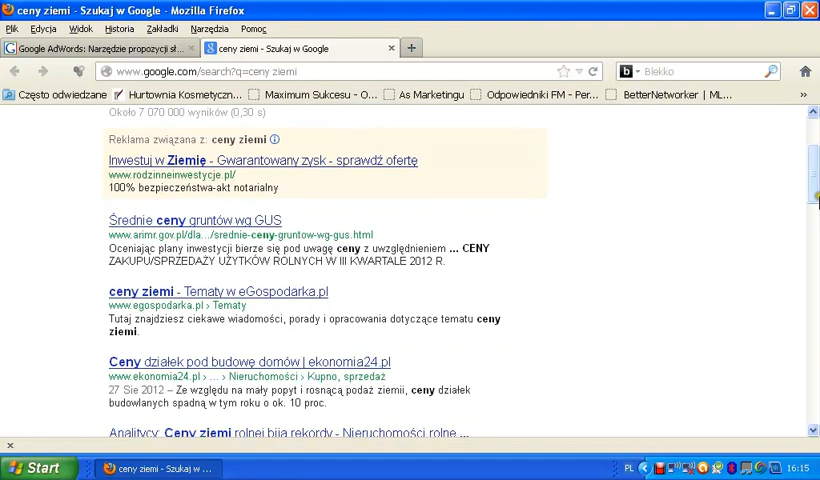 ceny ziemi - Szukaj w Google - Mozilla Firefox
Plik Edycja Widok Historia Zakładki Narzędzia Pomoc
Google AdWords: Narzędzie propozycji sł... ceny ziemi - Szukaj w Google
www.google.com/search?q=ceny ziemi b Blekko
Często odwiedzane Hurtownia Kosmetyczn... Maximum Sukcesu - O... As Marketingu Odpowiedniki FM - Per... BetterNetworker | ML...
Około 7 070 000 wyników (0,30 s)
Reklama związana z: ceny ziemi
Inwestuj w Ziemię - Gwarantowany zysk - sprawdź ofertę
www.rodzinneinwestycje.pl/
100% bezpieczeństwa-akt notarialny
Średnie ceny gruntów wg GUS
www.arimr.gov.pl/dla.../srednie-ceny-gruntow-wg-gus.html
Oceniając plany inwestycji bierze się pod uwagę ceny z uwzględnieniem ... CENY
ZAKUPU/SPRZEDAŻY UŻYTKÓW ROLNYCH W III KWARTALE 2012 R.
ceny ziemi - Tematy w eGospodarka.pl
www.egospodarka.pl › Tematy
Tutaj znajdziesz ciekawe wiadomości, porady i opracowania dotyczące tematu ceny
ziemi.
Ceny działek pod budowę domów | ekonomia24.pl
www.ekonomia24.pl › ... › Nieruchomości › Kupno, sprzedaż
27 Sie 2012 – Ze względu na mały popyt i rosnącą podaż ziemii, ceny działek
budowlanych spadną w tym roku o ok. 10 proc.
Analitycy: Ceny ziemi rolnej biją rekordy - Nieruchomości rolne ...
Start ceny ziemi - Szukaj w ... PL 16:15